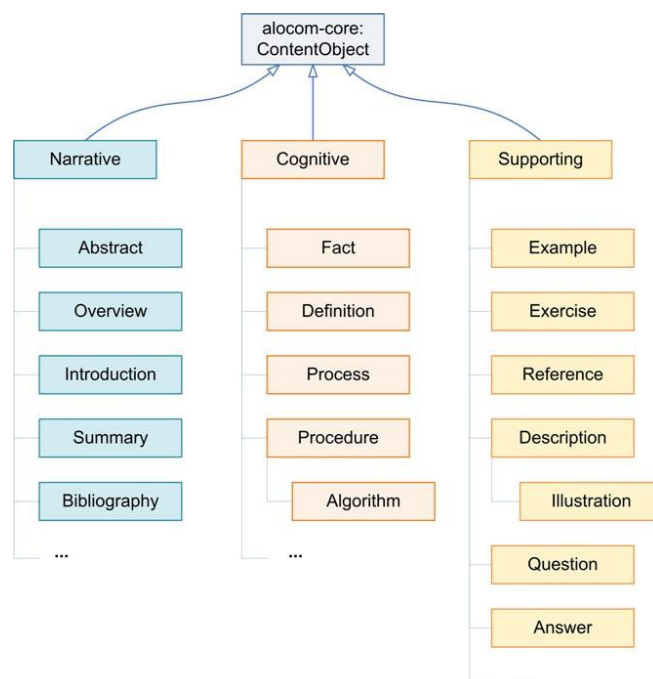 alocom-core:
ContentObject
Narrative
Cognitive
Supporting
Abstract
Fact
Example
Overview
Definition
Exercise
Introduction
Process
Reference
Summary
Procedure
Description
Bibliography
Algorithm
Illustration
...
...
Question
Answer